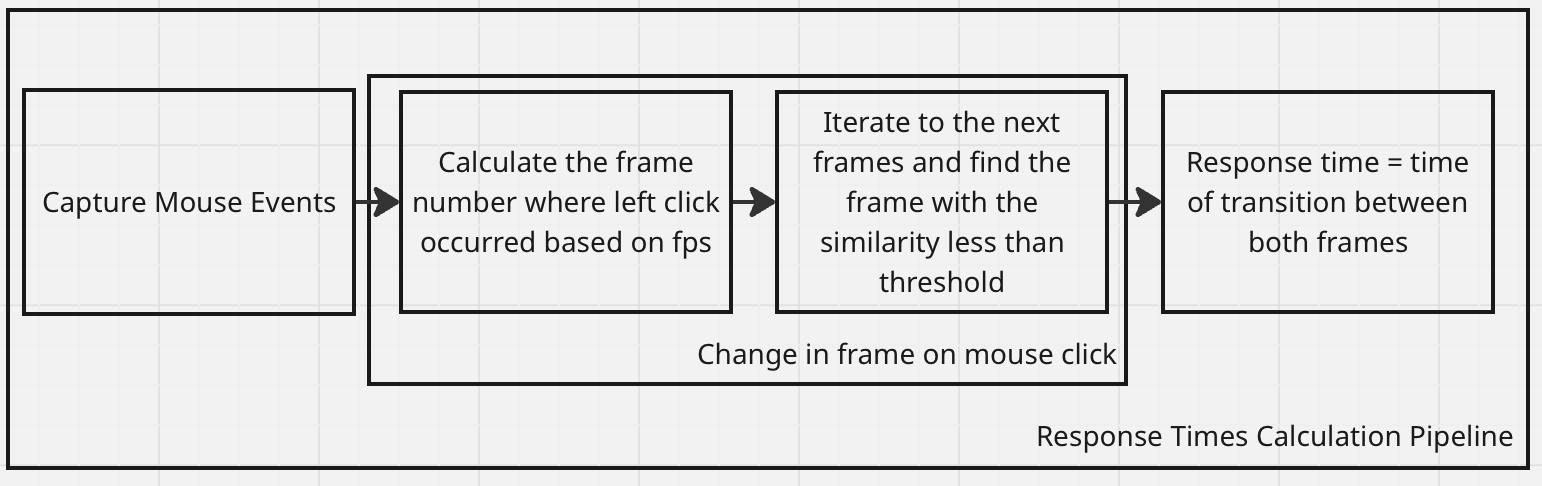 Capture Mouse Events
Calculate the frame
number where left click
occurred based on fps
Iterate to the next
frames and find the
frame with the
similarity less than
threshold
Response time = time
of transition between
both frames
Change in frame on mouse click
Response Times Calculation Pipeline